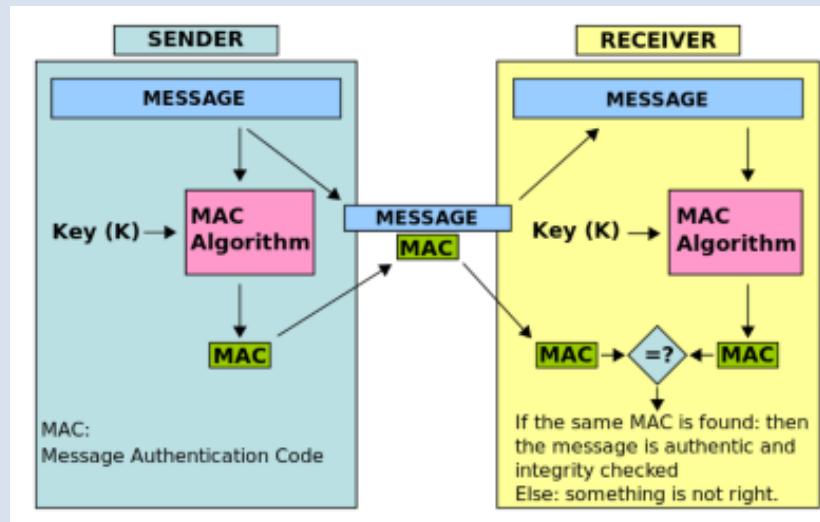 SENDER
MESSAGE
Key (K)
MAC
Algorithm
MAC
MAC:
Message Authentication Code
MESSAGE
MAC
RECEIVER
MESSAGE
Key (K)
MAC
Algorithm
MAC
=?
MAC
If the same MAC is found: then
the message is authentic and
integrity checked
Else: something is not right.